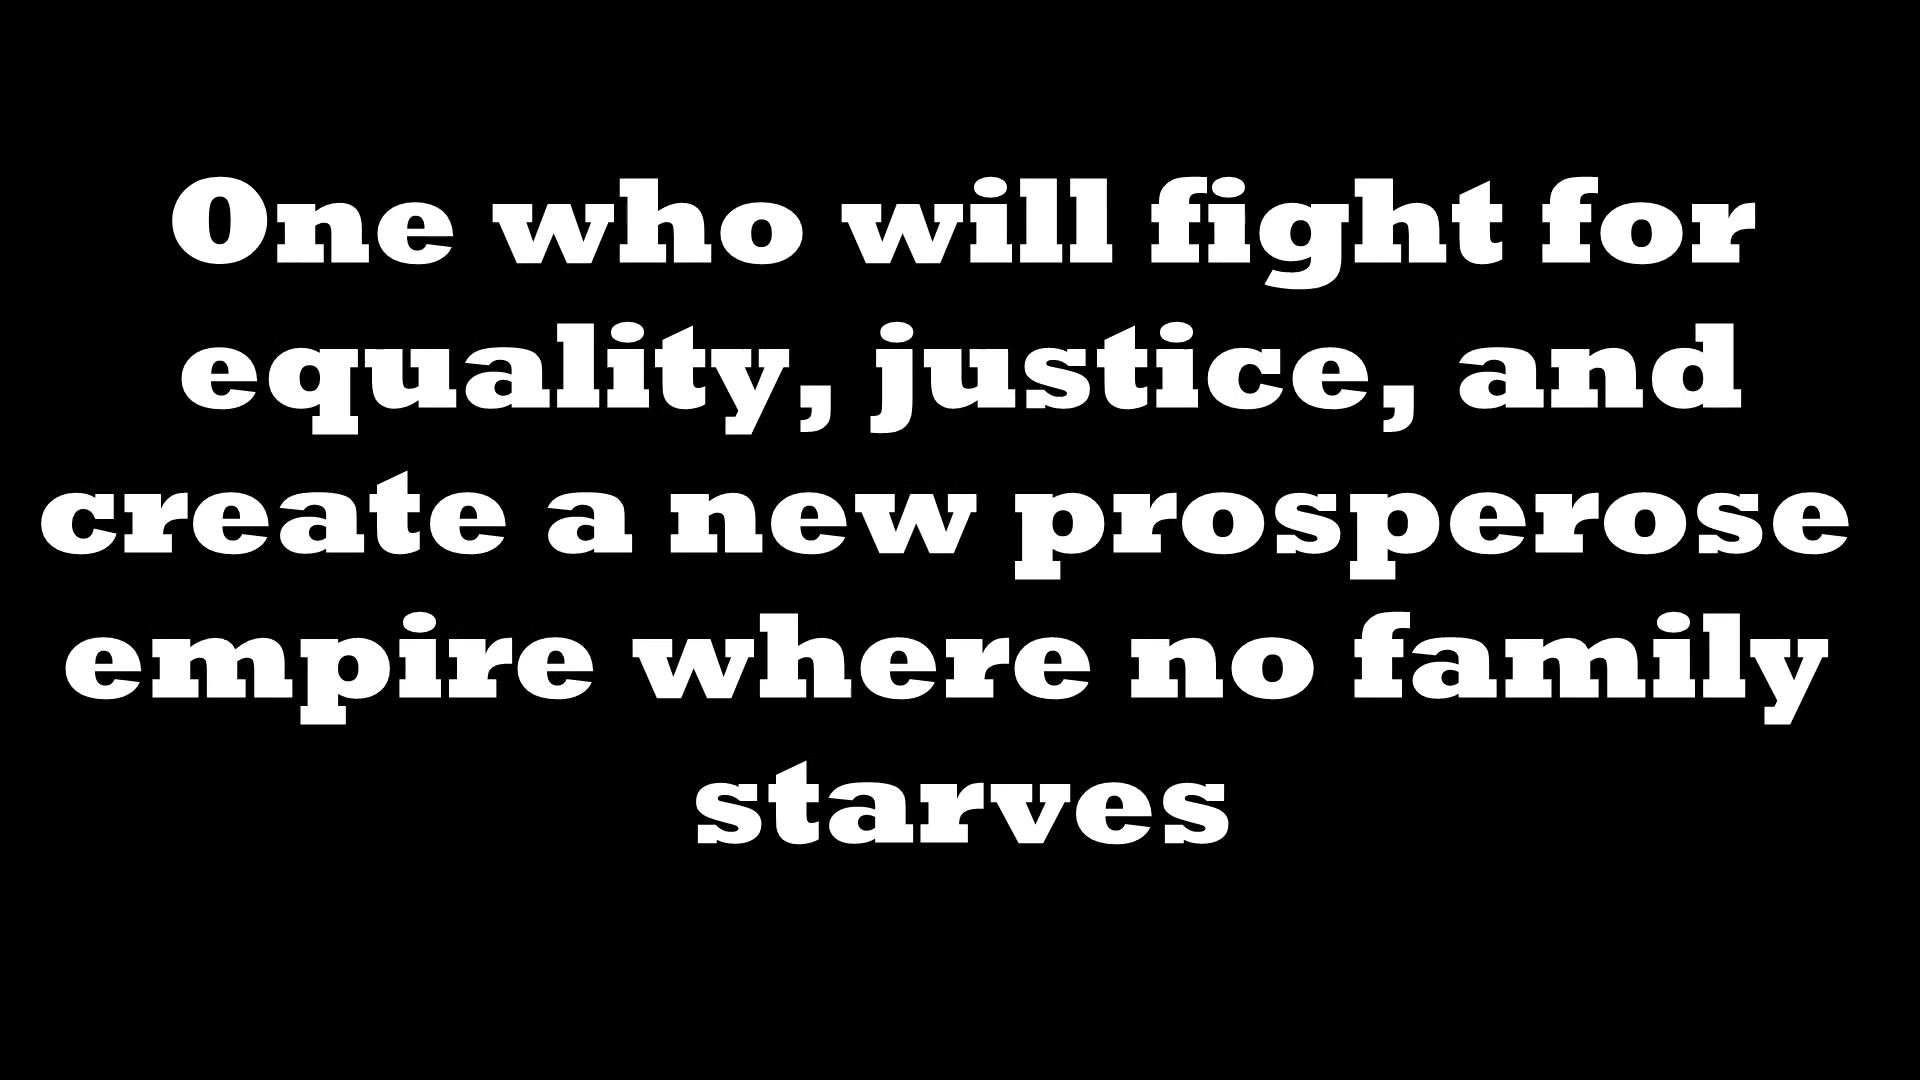 One who will fight for
equality, justice, and
create a new prosperose
empire where no family
starves